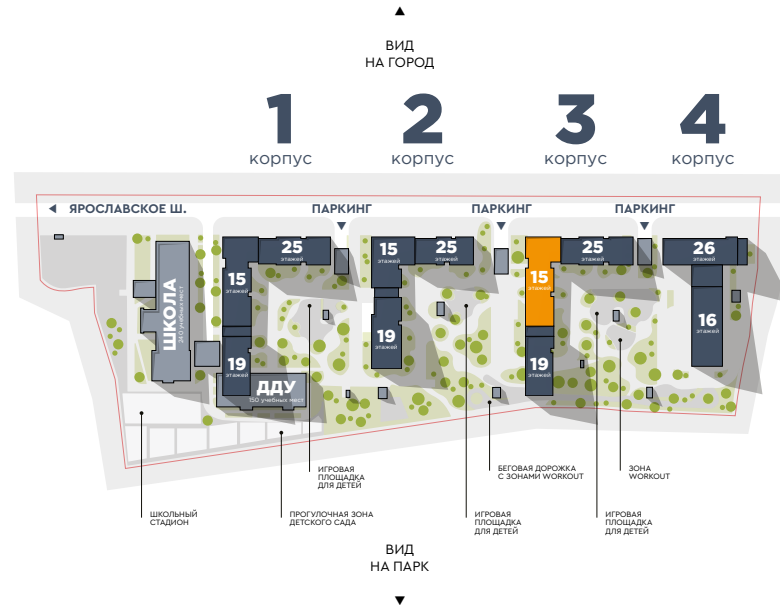 ВИД
НА ГОРОД
1
корпус
2
корпус
3
корпус
4
корпус
ЯРОСЛАВСКОЕ Ш.
ПАРКИНГ
ПАРКИНГ
ПАРКИНГ
25
этажей
15
этажей
19
этажей
15
этажей
25
этажей
19
этажей
15
этажей
25
этажей
19
этажей
26
этажей
16
этажей
ШКОЛА
240 учебных мест
ДДУ
150 учебных мест
ШКОЛЬНЫЙ
СТАДИОН
ПРОГУЛОЧНАЯ ЗОНА
ДЕТСКОГО САДА
ИГРОВАЯ
ПЛОЩАДКА
ДЛЯ ДЕТЕЙ
ИГРОВАЯ
ПЛОЩАДКА
ДЛЯ ДЕТЕЙ
БЕГОВАЯ ДОРОЖКА
С ЗОНАМИ WORKOUT
ИГРОВАЯ
ПЛОЩАДКА
ДЛЯ ДЕТЕЙ
ЗОНА
WORKOUT
ВИД
НА ПАРК